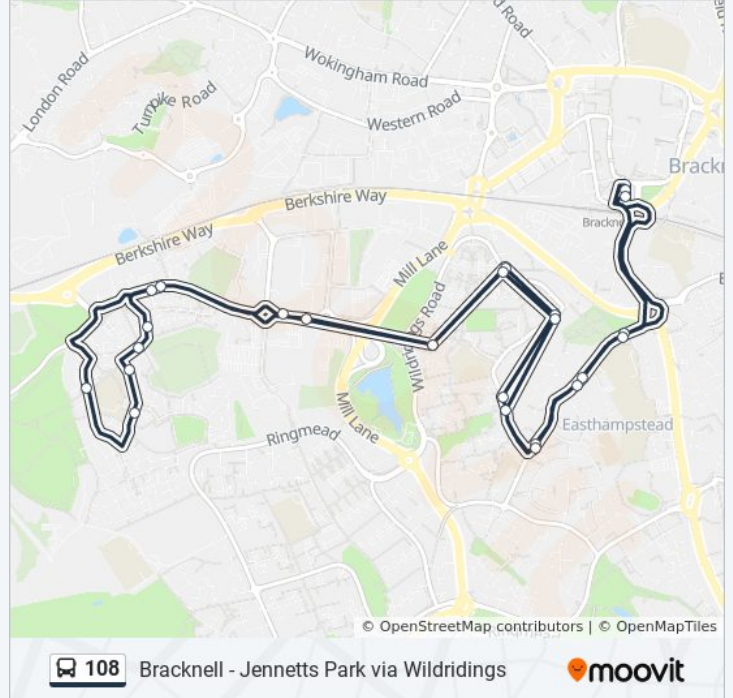 d Road
London Road
Wokingham Road
Turnpike Road
Western Road
Berkshire Way
Brackn
Berkshire Way
Mill Lane
Mill Lane
Ringmead
Easthampstead
© OpenStreetMap contributors | © OpenMapTiles
108
Bracknell - Jennetts Park via Wildridings
moovit